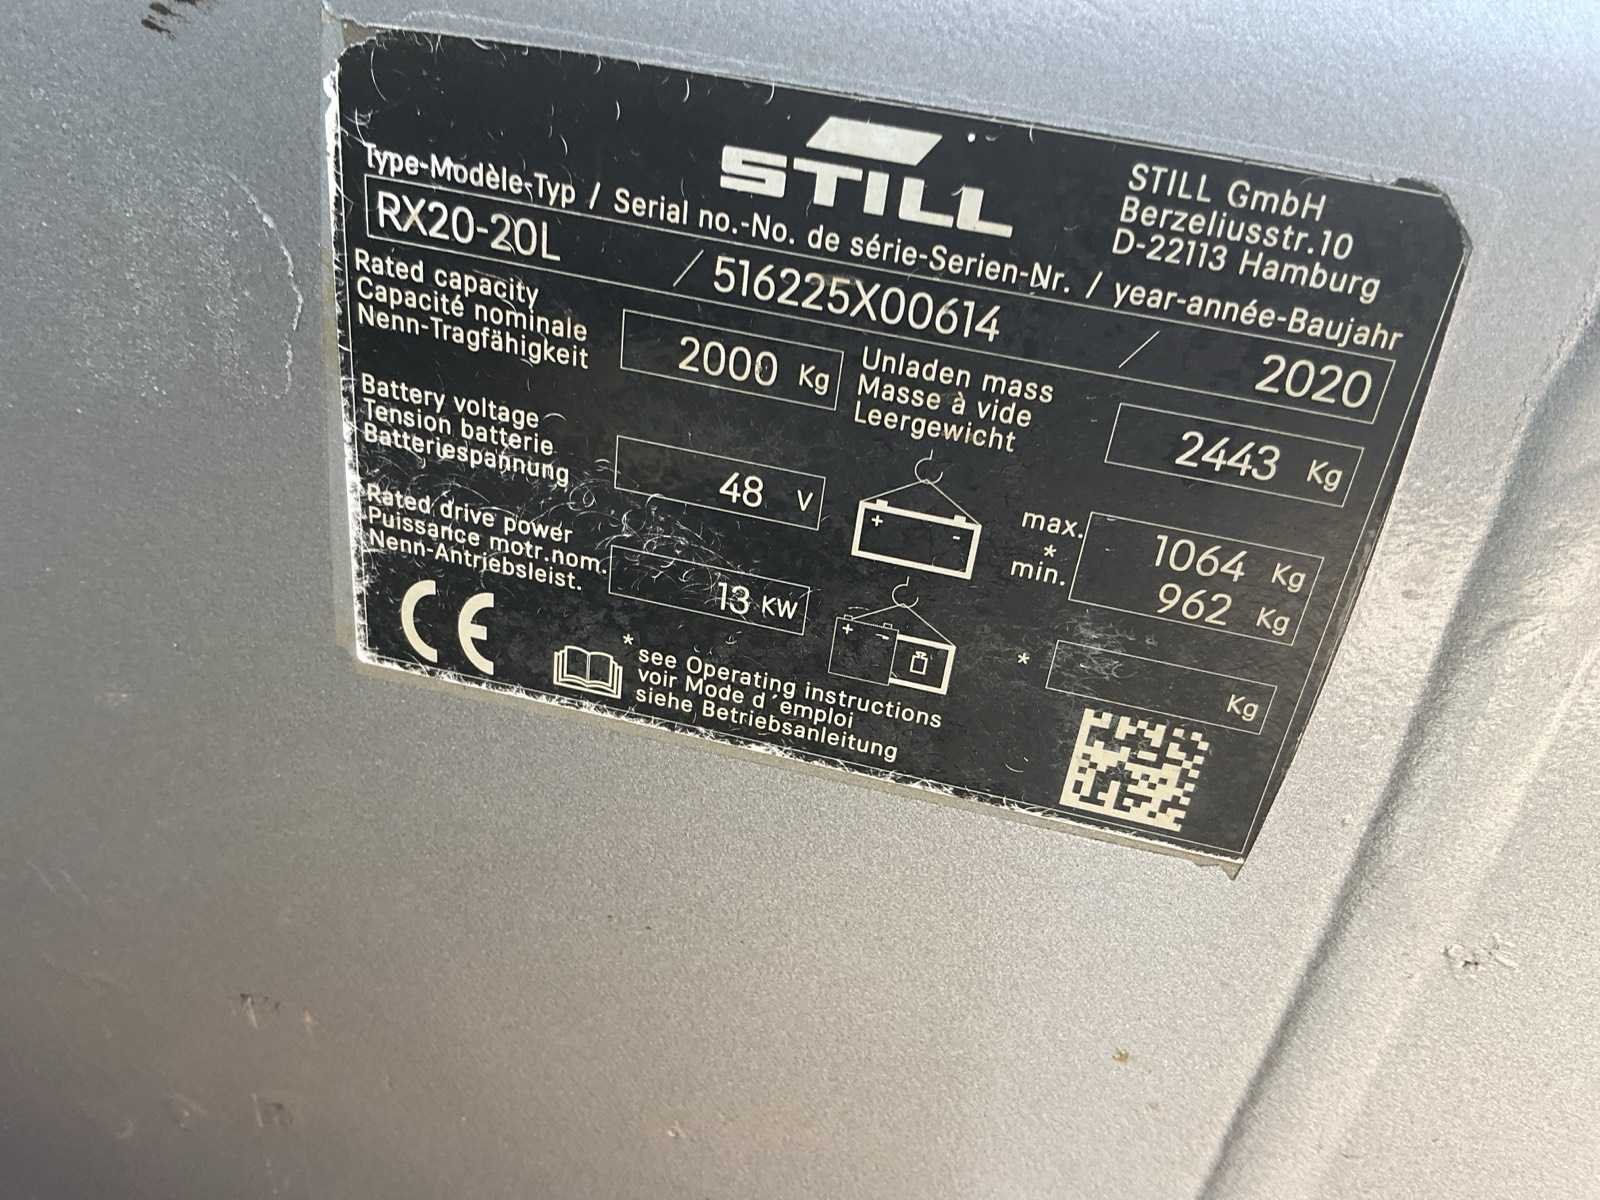 STILL
STILL GmbH
Berzeliusstr.10
D-22113 Hamburg
Type-Modèle-Typ / Serial no.-No. de série-Serien-Nr. / year-année-Baujahr
RX20-20L / 516225X00614 / 2020
Rated capacity
Capacité nominale
Nenn-Tragfähigkeit
2000 Kg
Unladen mass
Masse à vide
Leergewicht
2443 Kg
Battery voltage
Tension batterie
Batteriespannung
48 V
+ -
max. 1064 Kg
*
min. 962 Kg
Rated drive power
Puissance motr.nom.
Nenn-Antriebsleist.
13 KW
+ -
* Kg
CE
* see Operating instructions
voir Mode d'emploi
siehe Betriebsanleitung